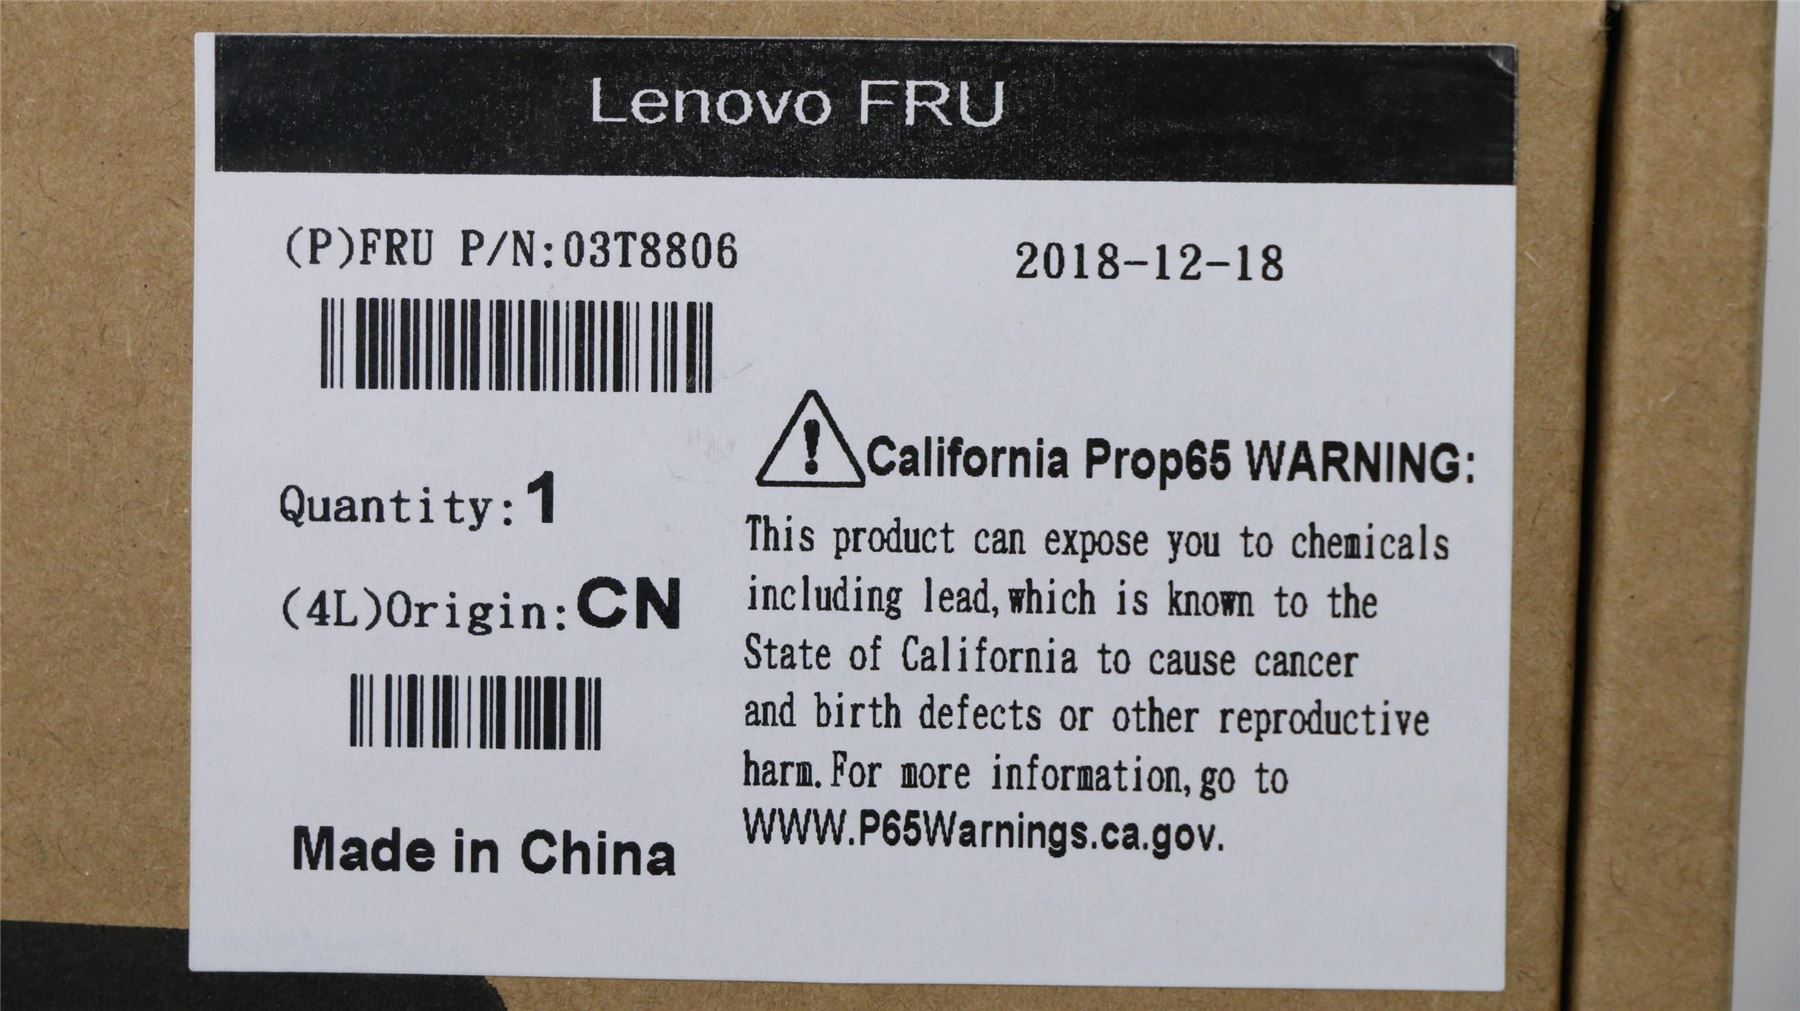 Lenovo FRU
(P)FRU P/N:03T8806
2018-12-18
Quantity:1
(4L)Origin:CN
Made in China
California Prop65 WARNING:
This product can expose you to chemicals
including lead,which is known to the
State of California to cause cancer
and birth defects or other reproductive
harm.For more information,go to
WWW.P65Warnings.ca.gov.